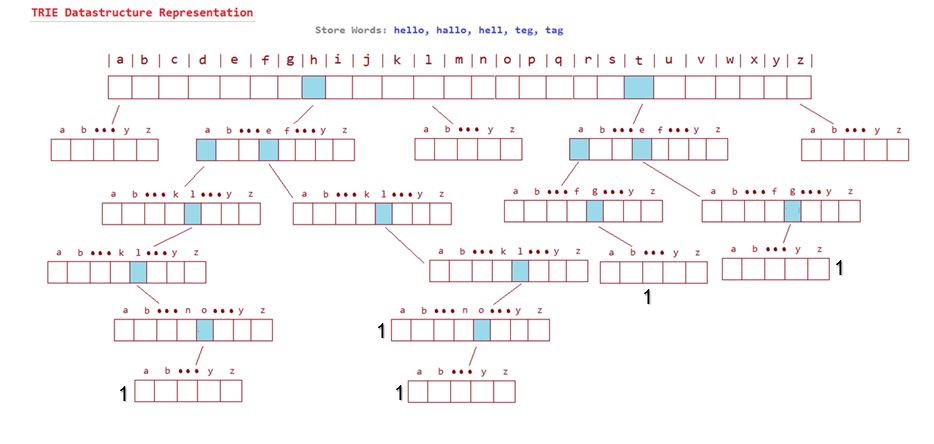 TRIE Datastructure Representation
Store Words: hello, hallo, hell, teg, tag
|a|b|c|d|e|f|g|h|i|j|k|l|m|n|o|p|q|r|s|t|u|v|w|x|y|z|
a b ••• y z
a b ••• e f ••• y z
a b ••• y z
a b ••• e f ••• y z
a b ••• y z
a b ••• k l ••• y z
a b ••• k l ••• y z
a b ••• f g ••• y z
a b ••• f g ••• y z
a b ••• k l ••• y z
a b ••• k l ••• y z
a b ••• y z
1
a b ••• y z
1
a b ••• n o ••• y z
1
a b ••• n o ••• y z
a b ••• y z
1
a b ••• y z
1